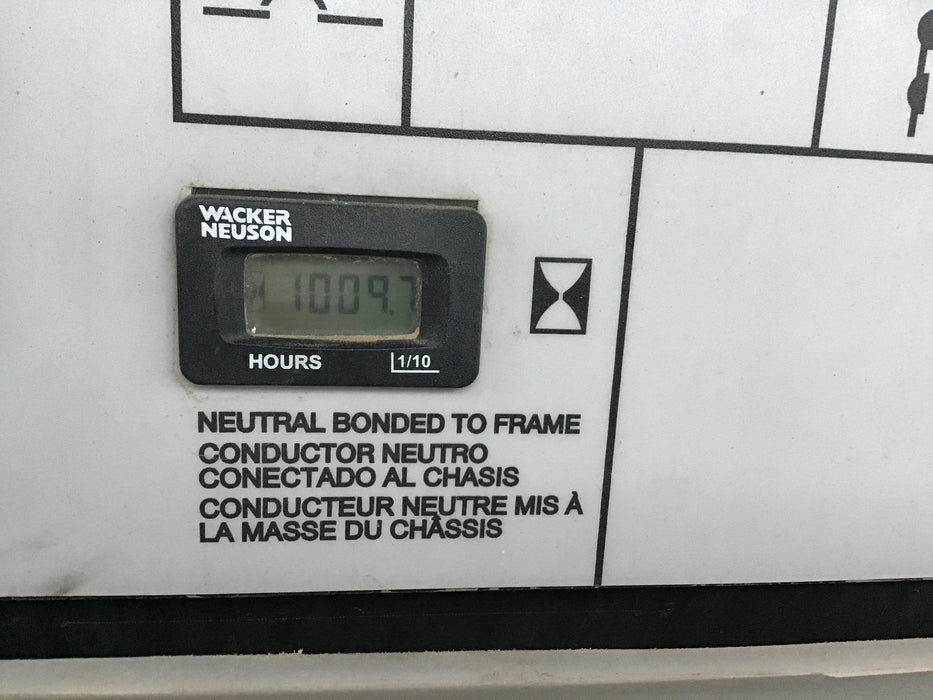 WACKER
NEUSON
1009.7
HOURS 1/10
NEUTRAL BONDED TO FRAME
CONDUCTOR NEUTRO
CONECTADO AL CHASIS
CONDUCTEUR NEUTRE MIS À
LA MASSE DU CHÂSSIS